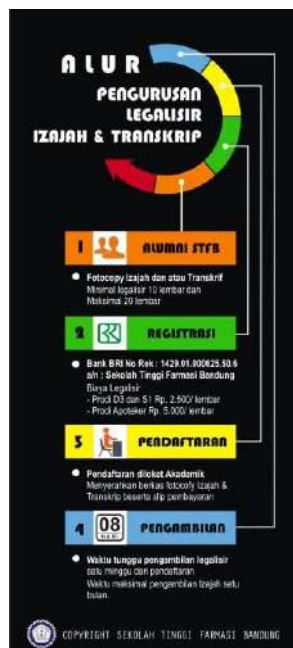 ALUR
PENGURUSAN
LEGALISIR
IZAJAH & TRANSKRIP
1 ALUMNI STFB
Fotocopy Izajah dan atau Transkrif
Minimal legalisir 10 lembar dan
Maksimal 20 lembar
2 REGISTRASI
Bank BRI No Rek : 1429.01.000625.50.6
a/n : Sekolah Tinggi Farmasi Bandung
Biaya Legalisir
- Prodi D3 dan S1 Rp. 2.500/ lembar
- Prodi Apoteker Rp. 5.000/ lembar
3 PENDAFTARAN
Pendaftaran diloket Akademik
Menyerahkan berkas fotocofy Izajah &
Transkip beserta slip pembayaran
4 08 PENGAMBILAN
Waktu tunggu pengambilan legalisir
satu minggu dari pendaftaran
Waktu maksimal pengambilan Izajah satu
bulan.
COPYRIGHT SEKOLAH TINGGI FARMASI BANDUNG